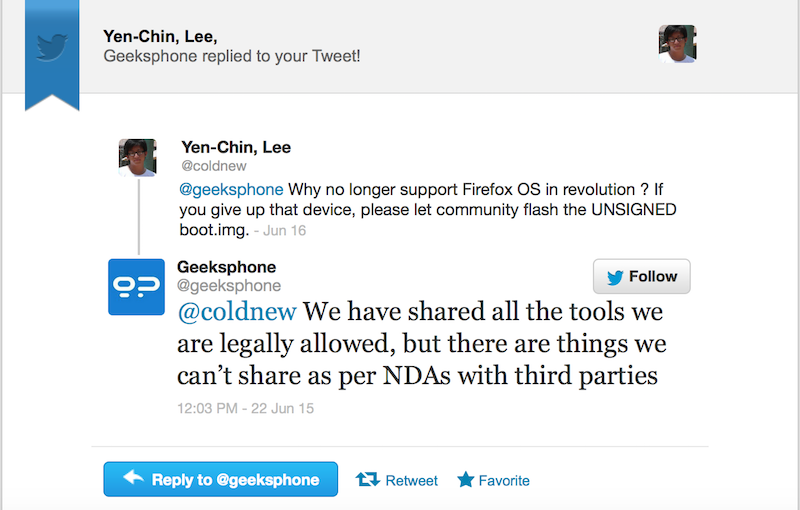 Yen-Chin, Lee,
Geeksphone replied to your Tweet!
Yen-Chin, Lee
@coldnew
@geeksphone Why no longer support Firefox OS in revolution ? If
you give up that device, please let community flash the UNSIGNED
boot.img. - Jun 16
Geeksphone
@geeksphone
Follow
@coldnew We have shared all the tools we
are legally allowed, but there are things we
can’t share as per NDAs with third parties
12:03 PM - 22 Jun 15
Reply to @geeksphone Retweet Favorite